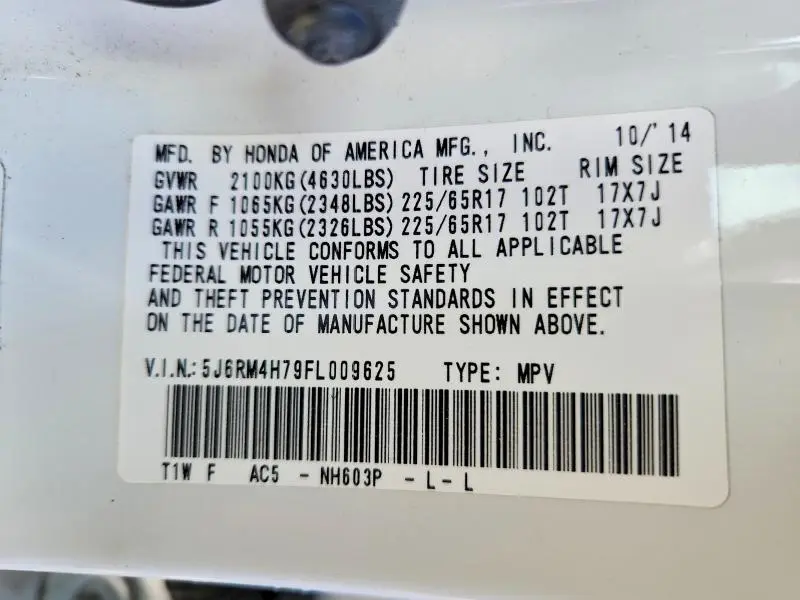 MFD. BY HONDA OF AMERICA MFG., INC. 10/'14
GVWR 2100KG(4630LBS) TIRE SIZE RIM SIZE
GAWR F 1065KG(2348LBS) 225/65R17 102T 17X7J
GAWR R 1055KG(2326LBS) 225/65R17 102T 17X7J
THIS VEHICLE CONFORMS TO ALL APPLICABLE
FEDERAL MOTOR VEHICLE SAFETY
AND THEFT PREVENTION STANDARDS IN EFFECT
ON THE DATE OF MANUFACTURE SHOWN ABOVE.
V.I.N.:5J6RM4H79FL009625 TYPE: MPV
T1W F AC5 - NH603P - L - L